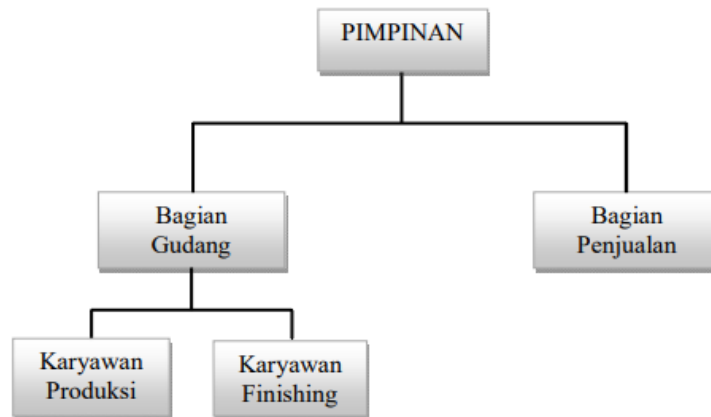 PIMPINAN
Bagian
Gudang
Bagian
Penjualan
Karyawan
Produksi
Karyawan
Finishing